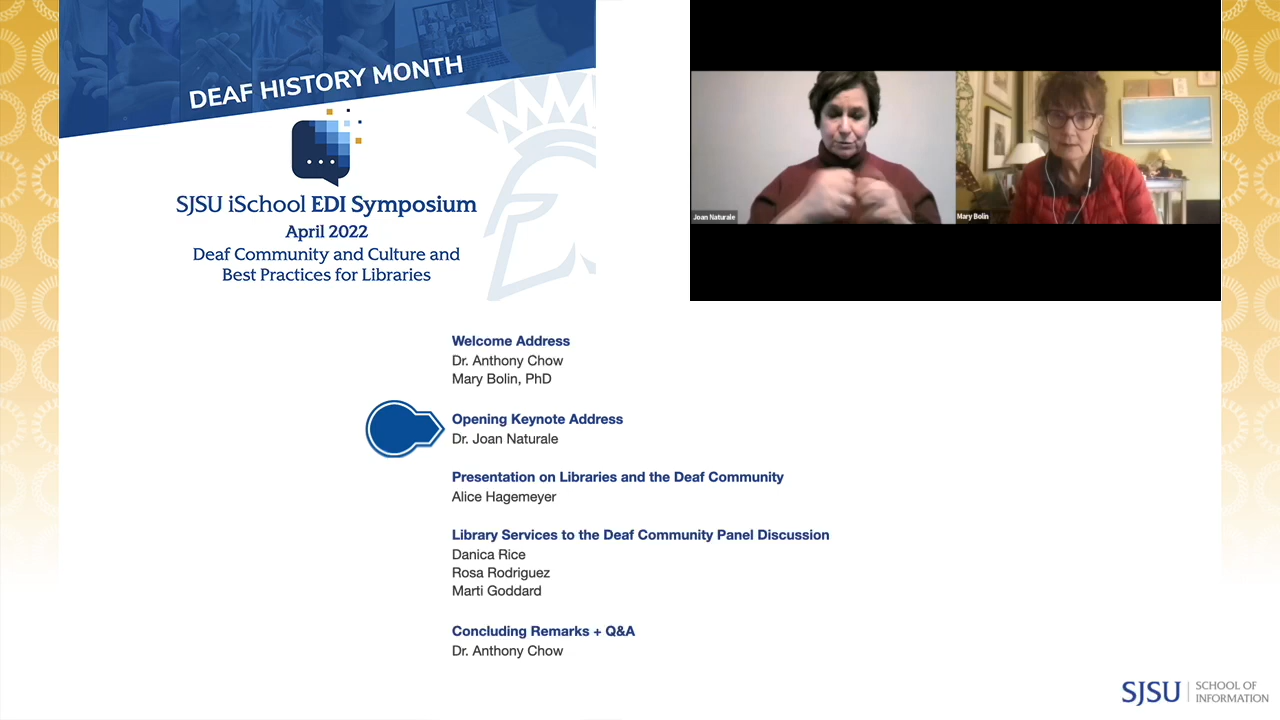 DEAF HISTORY MONTH
SJSU iSchool EDI Symposium
April 2022
Deaf Community and Culture and
Best Practices for Libraries
Joan Naturale
Mary Bolin
Welcome Address
Dr. Anthony Chow
Mary Bolin, PhD
Opening Keynote Address
Dr. Joan Naturale
Presentation on Libraries and the Deaf Community
Alice Hagemeyer
Library Services to the Deaf Community Panel Discussion
Danica Rice
Rosa Rodriguez
Marti Goddard
Concluding Remarks + Q&A
Dr. Anthony Chow
SJSU
SCHOOL OF
INFORMATION